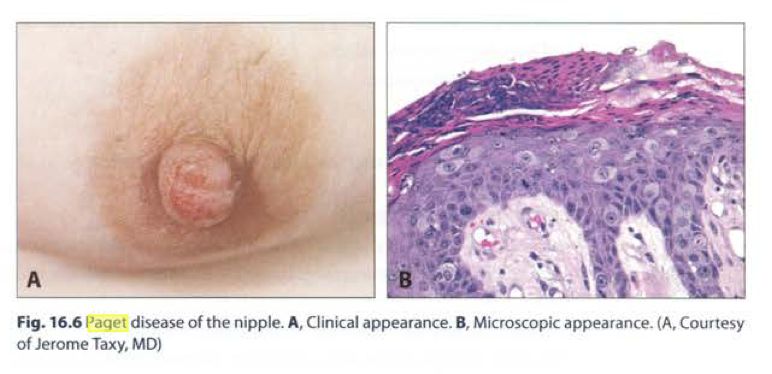 A
B
Fig. 16.6 Paget disease of the nipple. A, Clinical appearance. B, Microscopic appearance. (A, Courtesy
of Jerome Taxy, MD)